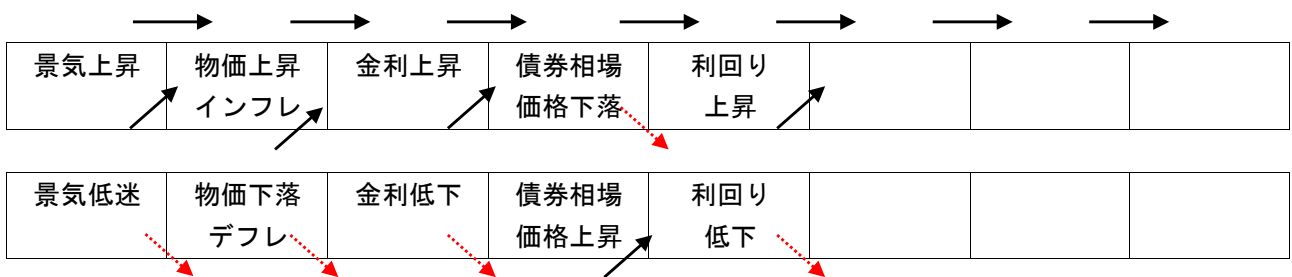 景気上昇 物価上昇 金利上昇 債券相場 利回り
インフレ 価格下落 上昇
景気低迷 物価下落 金利低下 債券相場 利回り
デフレ 価格上昇 低下